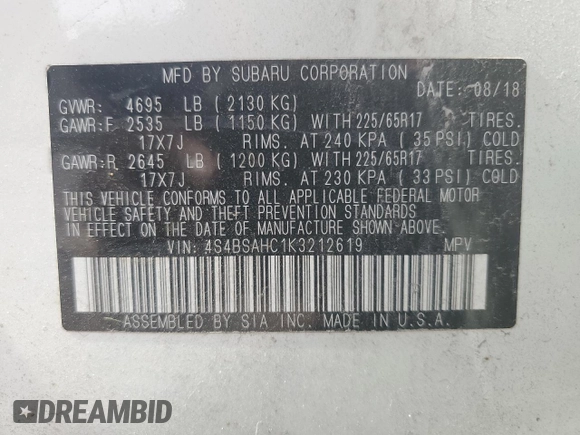 MFD BY SUBARU CORPORATION
DATE: 08/18
GVWR: 4695 LB (2130 KG)
GAWR:F 2535 LB (1150 KG) WITH 225/65R17 TIRES.
17X7J RIMS. AT 240 KPA (35 PSI) COLD
GAWR:R 2645 LB (1200 KG) WITH 225/65R17 TIRES.
17X7J RIMS. AT 230 KPA (33 PSI) COLD
THIS VEHICLE CONFORMS TO ALL APPLICABLE FEDERAL MOTOR
VEHICLE SAFETY AND THEFT PREVENTION STANDARDS
IN EFFECT ON THE DATE OF MANUFACTURE SHOWN ABOVE.
VIN: 4S4BSAHC1K3212619 MPV
ASSEMBLED BY SIA INC. MADE IN U.S.A.
DREAMBID